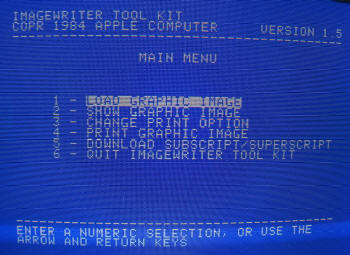 IMAGEWRITER TOOL KIT
COPR 1984 APPLE COMPUTER VERSION 1.5
MAIN MENU
1 - LOAD GRAPHIC IMAGE
2 - SHOW GRAPHIC IMAGE
3 - CHANGE PRINT OPTION
4 - PRINT GRAPHIC IMAGE
5 - DOWNLOAD SUBSCRIPT/SUPERSCRIPT
6 - QUIT IMAGEWRITER TOOL KIT
ENTER A NUMERIC SELECTION, OR USE THE
ARROW AND RETURN KEYS